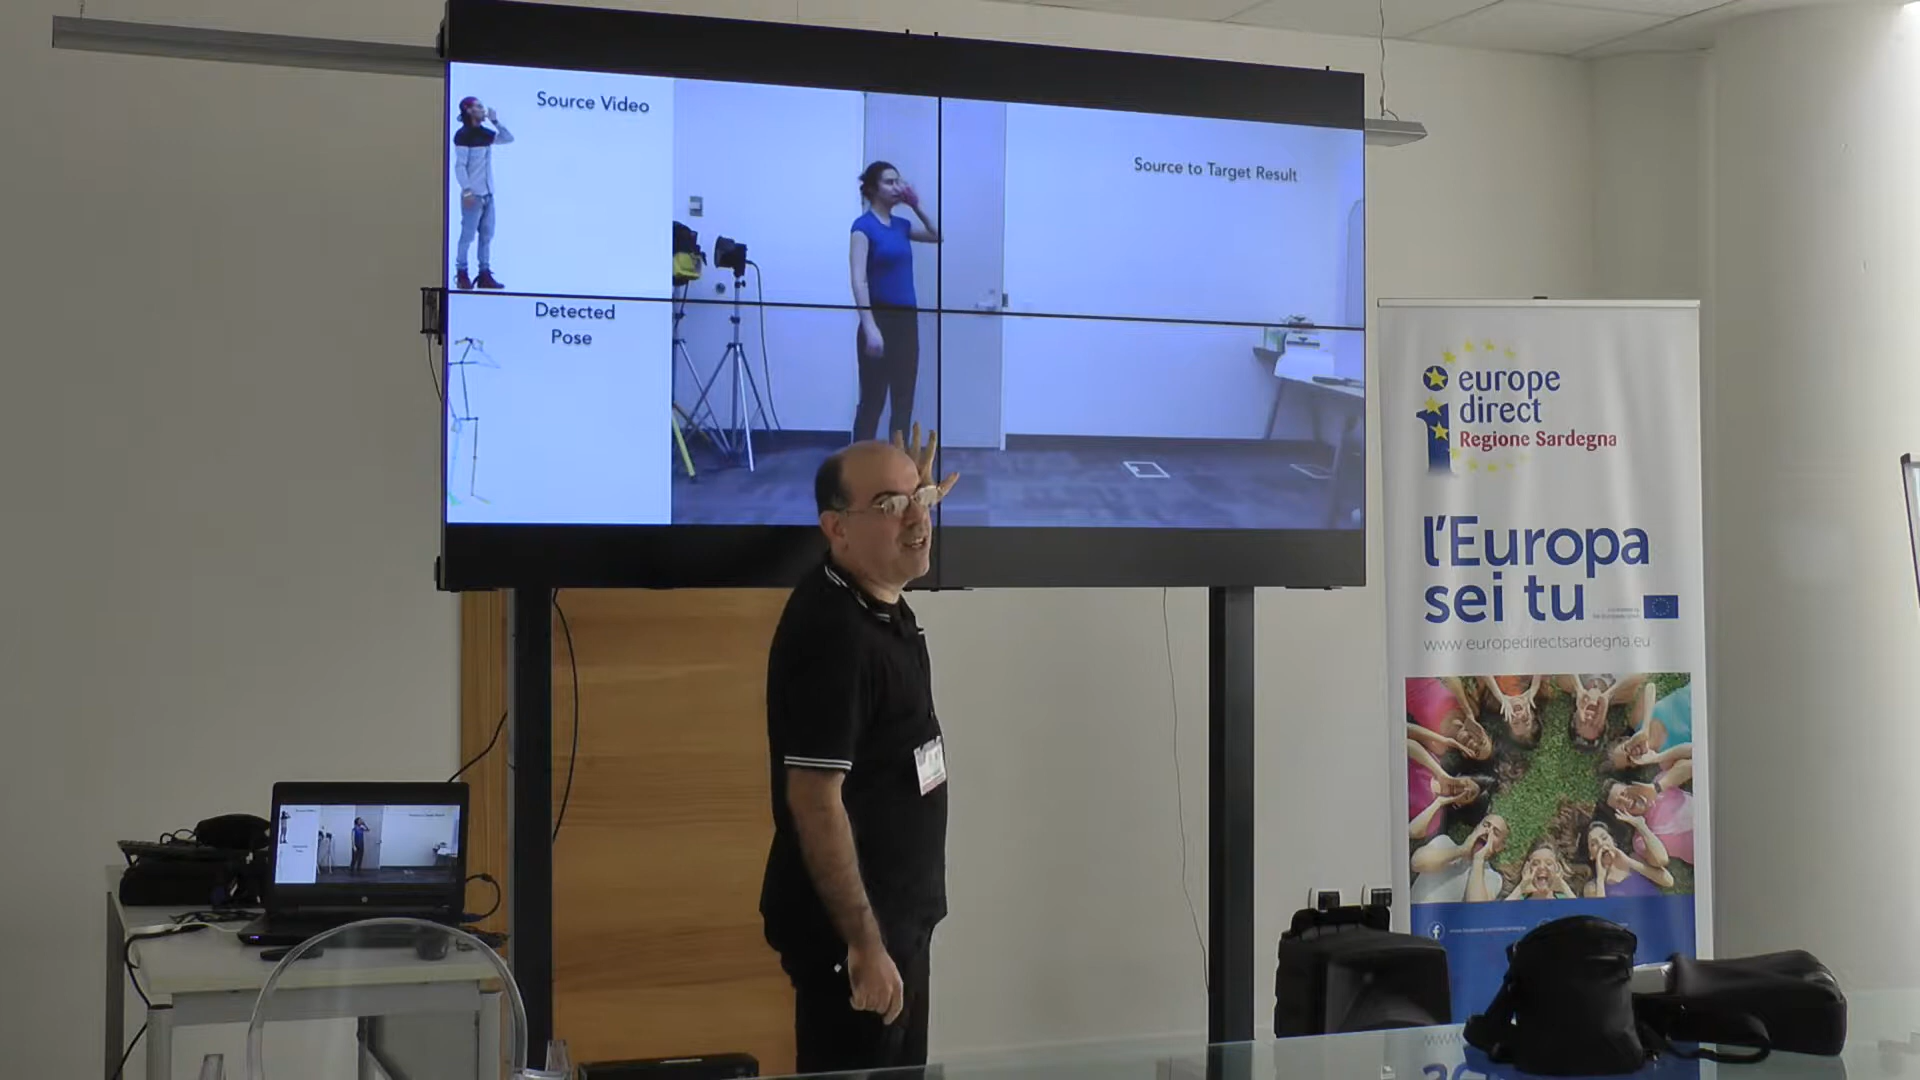 Source Video
Source to Target Result
Detected
Pose
europe
direct
Regione Sardegna
l'Europa
sei tu
www.europedirectsardegna.eu